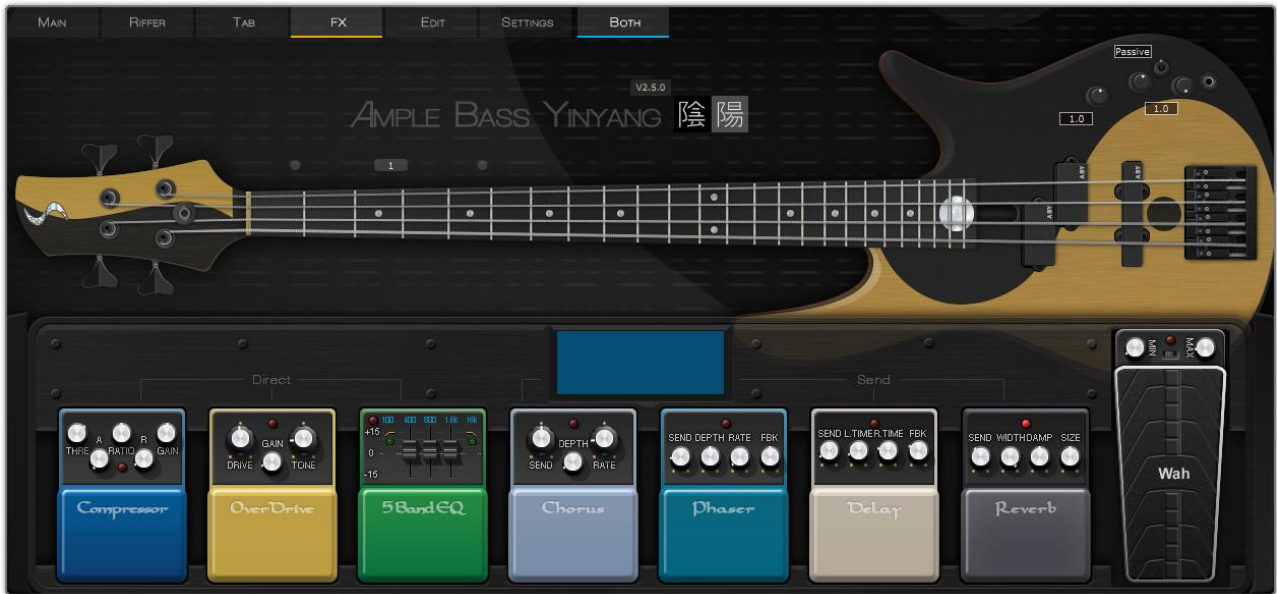 MAIN RIFFER TAB FX EDIT SETTINGS BOTH
Passive
V2.5.0
AMPLE BASS YINYANG 陰陽
1.0
1.0
1
MIN MAX
Direct
Send
THRE A RATIO R GAIN
DRIVE GAIN TONE
100 400 800 1.6k 16k
+15
0
-15
SEND DEPTH RATE
SEND DEPTH RATE FBK
SEND L.TIME R.TIME FBK
SEND WIDTH DAMP SIZE
Wah
Compressor
OverDrive
5Band EQ
Chorus
Phaser
Delay
Reverb